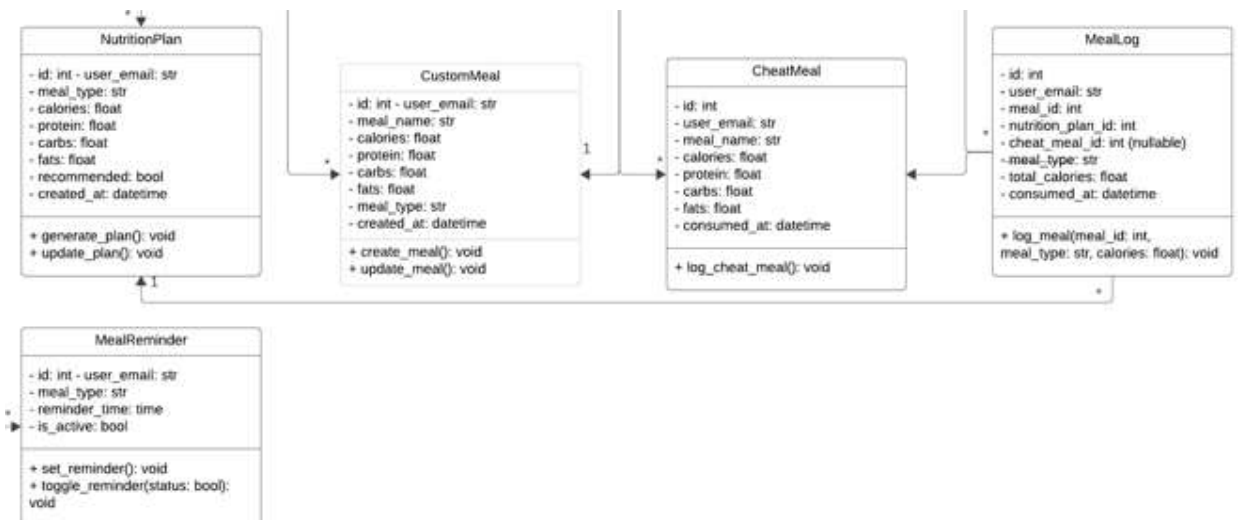 NutritionPlan
- id: int - user_email: str
- meal_type: str
- calories: float
- protein: float
- carbs: float
- fats: float
- recommended: bool
- created_at: datetime
+ generate_plan(): void
+ update_plan(): void
CustomMeal
- id: int - user_email: str
- meal_name: str
- calories: float
- protein: float
- carbs: float
- fats: float
- meal_type: str
- created_at: datetime
+ create_meal(): void
+ update_meal(): void
CheatMeal
- id: int
- user_email: str
- meal_name: str
- calories: float
- protein: float
- carbs: float
- fats: float
- consumed_at: datetime
+ log_cheat_meal(): void
MealLog
- id: int
- user_email: str
- meal_id: int
- nutrition_plan_id: int
- cheat_meal_id: int (nullable)
- meal_type: str
- total_calories: float
- consumed_at: datetime
+ log_meal(meal_id: int,
meal_type: str, calories: float): void
*
*
1
*
*
1
*
MealReminder
- id: int - user_email: str
- meal_type: str
- reminder_time: time
- is_active: bool
+ set_reminder(): void
+ toggle_reminder(status: bool):
void
*